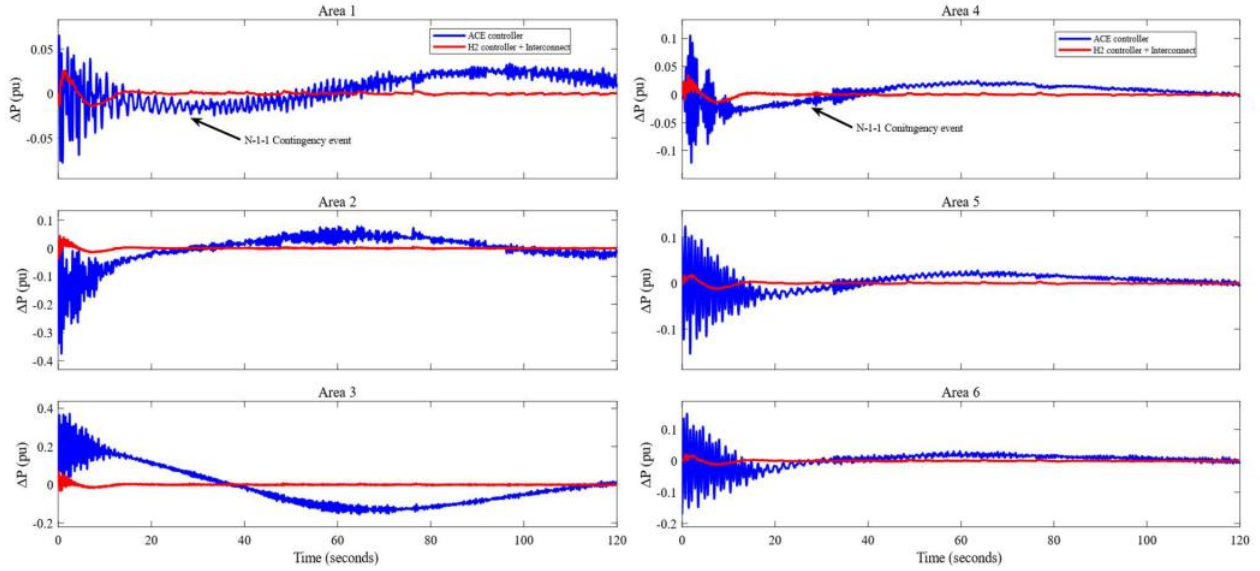 Area 1
ACE controller
H2 controller + Interconnect
ΔP (pu)
0.05
0
-0.05
N-1-1 Contingency event
Area 2
ΔP (pu)
0.1
0
-0.1
-0.2
-0.3
-0.4
Area 3
ΔP (pu)
0.4
0.2
0
-0.2
0 20 40 60 80 100 120
Time (seconds)
Area 4
ACE controller
H2 controller + Interconnect
ΔP (pu)
0.1
0.05
0
-0.05
-0.1
N-1-1 Conitngency event
Area 5
ΔP (pu)
0.1
0
-0.1
Area 6
ΔP (pu)
0.1
0
-0.1
-0.2
0 20 40 60 80 100 120
Time (seconds)